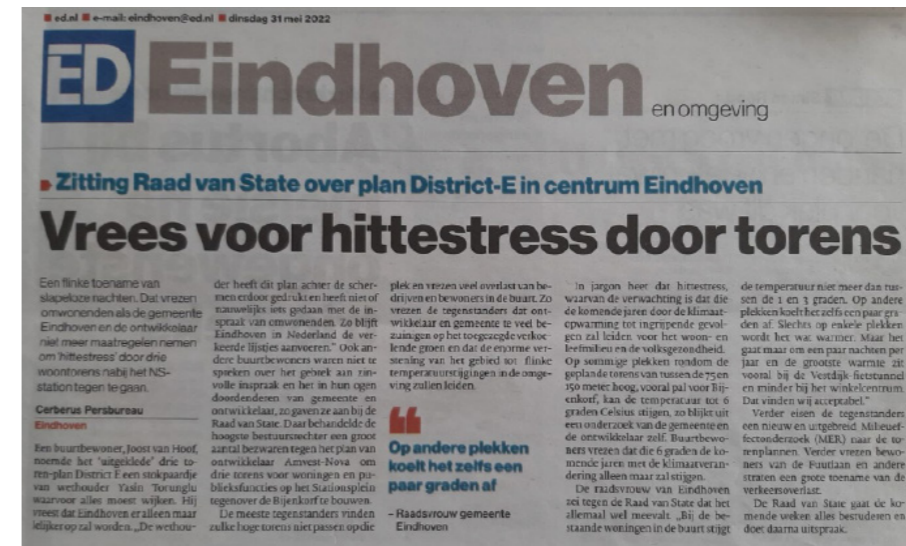 ed.nl e-mail: eindhoven@ed.nl dinsdag 31 mei 2022
ED Eindhoven en omgeving
Zitting Raad van State over plan District-E in centrum Eindhoven
Vrees voor hittestress door torens
Een flinke toename van
slapeloze nachten. Dat vrezen
omwonenden als de gemeente
Eindhoven en de ontwikkelaar
niet meer maatregelen nemen
om 'hittestress' door drie
woontorens nabij het NS-
station tegen te gaan.
Cerberus Persbureau
Eindhoven
Een buurtbewoner, Joost van Hoof,
noemde het 'uitgeklede' drie to-
ren-plan District E een stokpaardje
van wethouder Yasin Torunglu
waarvoor alles moest wijken. Hij
vreest dat Eindhoven er alleen maar
lelijker op zal worden. „De wethou-
der heeft dit plan achter de scher-
men erdoor gedrukt en heeft niet of
nauwelijks iets gedaan met de in-
spraak van omwonenden. Zo blijft
Eindhoven in Nederland de ver-
keerde lijstjes aanvoeren.” Ook an-
dere buurtbewoners waren niet te
spreken over het gebrek aan zin-
volle inspraak en het in hun ogen
doordenderen van gemeente en
ontwikkelaar, zo gaven ze aan bij de
Raad van State. Daar behandelde de
hoogste bestuursrechter een groot
aantal bezwaren tegen het plan van
ontwikkelaar Amvest-Nova om
drie torens voor woningen en pu-
blieksfuncties op het Stationsplein
tegenover de Bijenkorf te bouwen.
De meeste tegenstanders vinden
zulke hoge torens niet passen op die
plek en vrezen veel overlast van be-
drijven en bewoners in de buurt. Zo
vrezen de tegenstanders dat ont-
wikkelaar en gemeente te veel be-
zuinigen op het toegezegde verkoe-
lende groen en dat de enorme ver-
stening van het gebied tot flinke
temperatuurstijgingen in de omge-
ving zullen leiden.
“
Op andere plekken
koelt het zelfs een
paar graden af
– Raadsvrouw gemeente
Eindhoven
In jargon heet dat hittestress,
waarvan de verwachting is dat die
de komende jaren door de klimaat-
opwarming tot ingrijpende gevol-
gen zal leiden voor het woon- en
leefmilieu en de volksgezondheid.
Op sommige plekken rondom de
geplande torens van tussen de 75 en
150 meter hoog, vooral pal voor Bij-
enkorf, kan de temperatuur tot 6
graden Celsius stijgen, zo blijkt uit
een onderzoek van de gemeente en
de ontwikkelaar zelf. Buurtbewo-
ners vrezen dat die 6 graden de ko-
mende jaren met de klimaatveran-
dering alleen maar zal stijgen.
De raadsvrouw van Eindhoven
zei tegen de Raad van State dat het
allemaal wel meevalt. „Bij de be-
staande woningen in de buurt stijgt
de temperatuur niet meer dan tus-
sen de 1 en 3 graden. Op andere
plekken koelt het zelfs een paar gra-
den af. Slechts op enkele plekken
wordt het wat warmer. Maar het
gaat maar om een paar nachten per
jaar en de grootste warmte zit
vooral bij de Vestdijk-fietstunnel
en minder bij het winkelcentrum.
Dat vinden wij acceptabel.”
Verder eisen de tegenstanders
een nieuw en uitgebreid Milieuef-
fectonderzoek (MER) naar de to-
renplannen. Verder vrezen bewo-
ners van de Fuutlaan en andere
straten een grote toename van de
verkeersoverlast.
De Raad van State gaat de ko-
mende weken alles bestuderen en
doet daarna uitspraak.